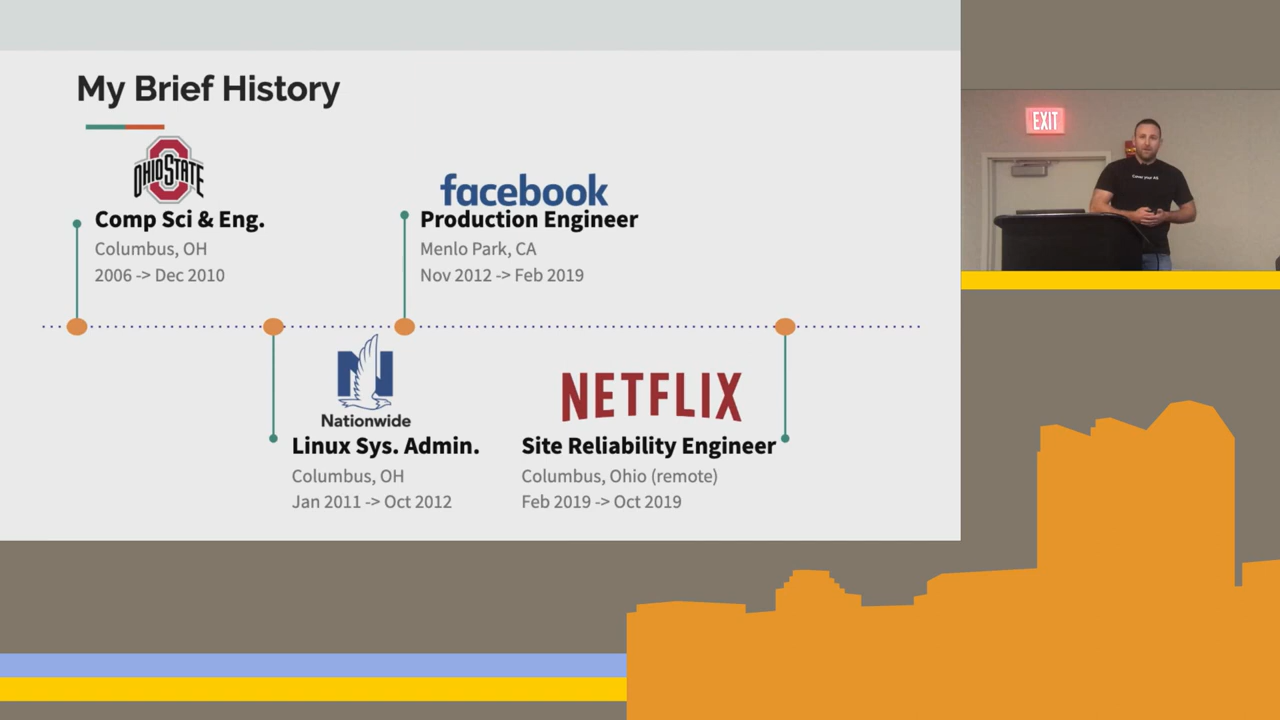 My Brief History
OHIO STATE
Comp Sci & Eng.
Columbus, OH
2006 -> Dec 2010
facebook
Production Engineer
Menlo Park, CA
Nov 2012 -> Feb 2019
N
Nationwide
Linux Sys. Admin.
Columbus, OH
Jan 2011 -> Oct 2012
NETFLIX
Site Reliability Engineer
Columbus, Ohio (remote)
Feb 2019 -> Oct 2019
EXIT